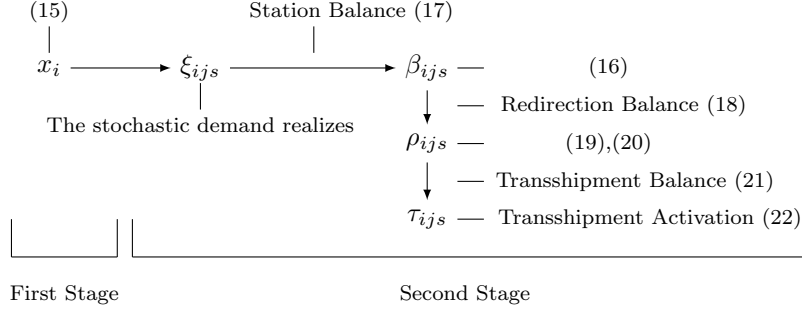 (15) Station Balance (17)
x_i ξ_ijs β_ijs (16)
Redirection Balance (18)
The stochastic demand realizes
ρ_ijs (19),(20)
Transshipment Balance (21)
τ_ijs Transshipment Activation (22)
First Stage Second Stage